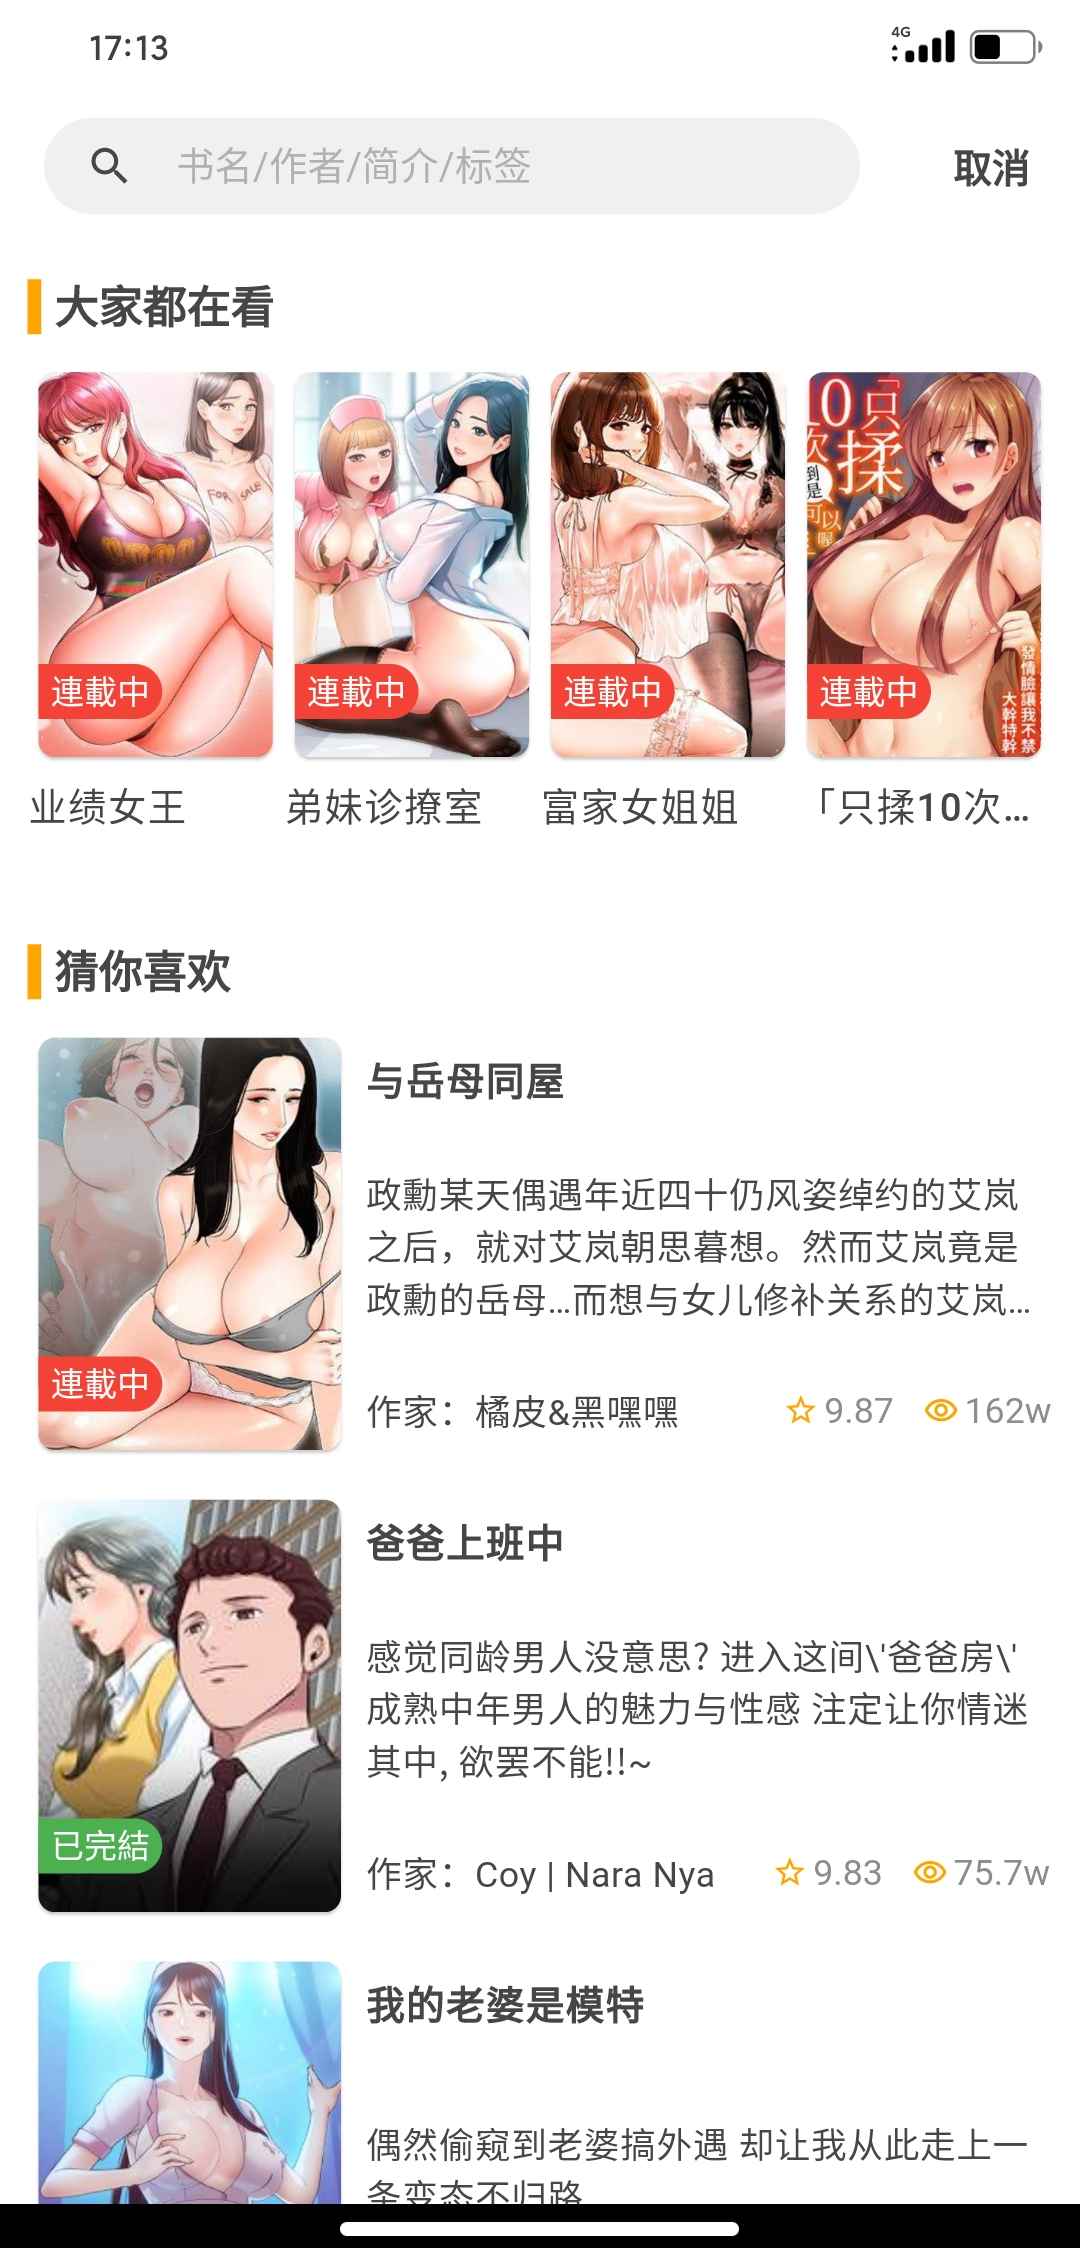 17:13
4G
书名/作者/简介/标签
取消
大家都在看
FOR SALE
「只揉
10次
到是
可以喔
發情臉讓我不禁
大幹特幹
連載中
連載中
連載中
連載中
业绩女王
弟妹诊撩室
富家女姐姐
「只揉10次...
猜你喜欢
与岳母同屋
政勳某天偶遇年近四十仍风姿绰约的艾岚
之后，就对艾岚朝思暮想。然而艾岚竟是
政勳的岳母...而想与女儿修补关系的艾岚...
連載中
作家：橘皮&黑嘿嘿
9.87
162w
爸爸上班中
感觉同龄男人没意思? 进入这间\'爸爸房\'
成熟中年男人的魅力与性感 注定让你情迷
其中, 欲罢不能!!~
已完結
作家：Coy | Nara Nya
9.83
75.7w
我的老婆是模特
偶然偷窥到老婆搞外遇 却让我从此走上一
条变态不归路